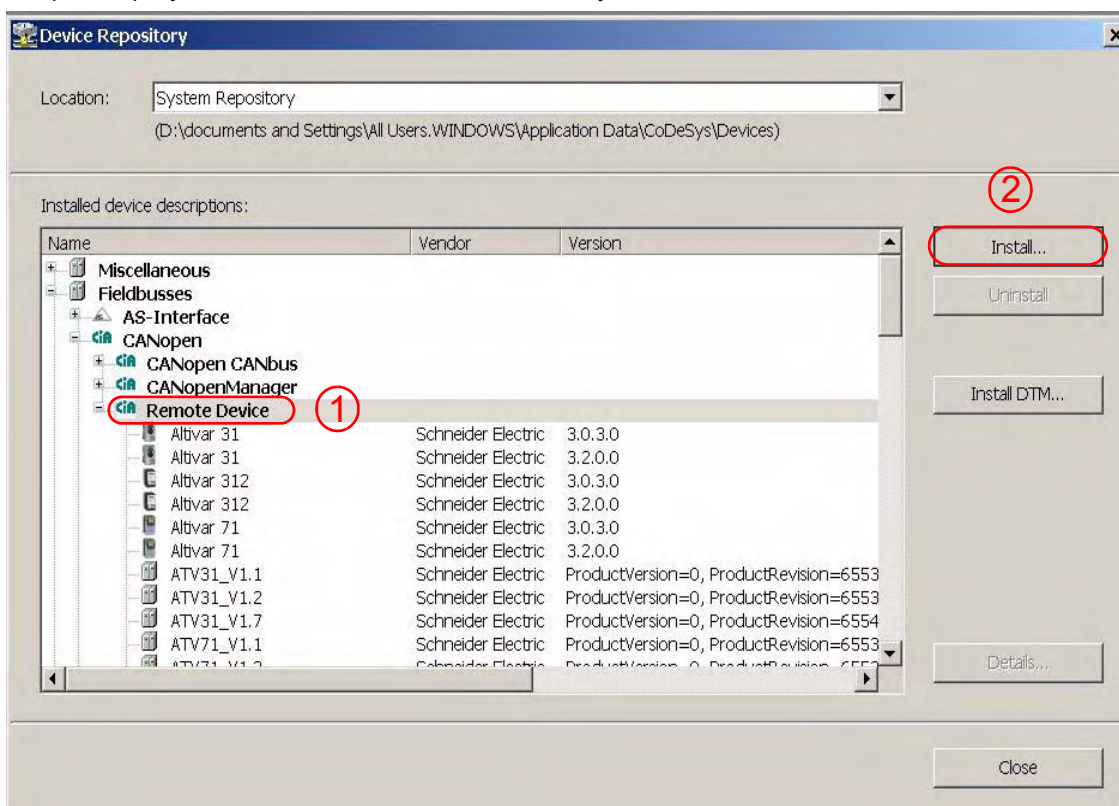 Device Repository
Location: System Repository
(D:\documents and Settings\All Users.WINDOWS\Application Data\CoDeSys\Devices)
②
Installed device descriptions:
Name Vendor Version
Install...
Miscellaneous
Fieldbusses
Uninstall
AS-Interface
CiA CANopen
CiA CANopen CANbus
CiA CANopenManager
Install DTM...
CiA Remote Device ①
Altivar 31 Schneider Electric 3.0.3.0
Altivar 31 Schneider Electric 3.2.0.0
Altivar 312 Schneider Electric 3.0.3.0
Altivar 312 Schneider Electric 3.2.0.0
Altivar 71 Schneider Electric 3.0.3.0
Altivar 71 Schneider Electric 3.2.0.0
ATV31_V1.1 Schneider Electric ProductVersion=0, ProductRevision=6553
ATV31_V1.2 Schneider Electric ProductVersion=0, ProductRevision=6553
ATV31_V1.7 Schneider Electric ProductVersion=0, ProductRevision=6554
ATV71_V1.1 Schneider Electric ProductVersion=0, ProductRevision=6553
Details...
Close